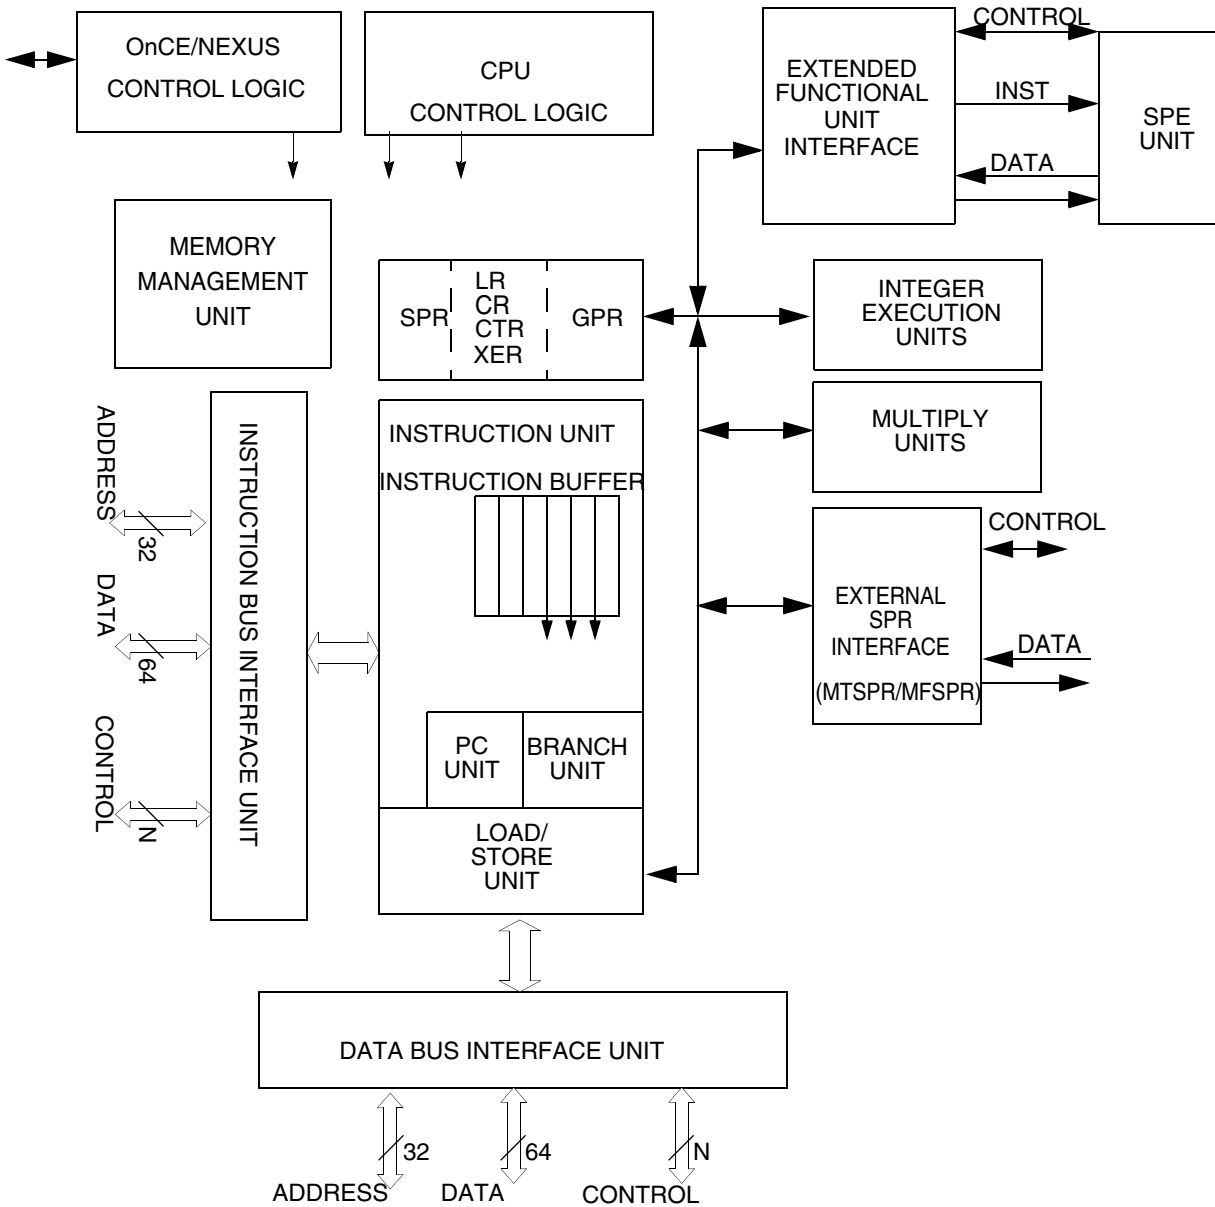 OnCE/NEXUS
CONTROL LOGIC
CPU
CONTROL LOGIC
EXTENDED
FUNCTIONAL
UNIT
INTERFACE
CONTROL
INST
DATA
SPE
UNIT
MEMORY
MANAGEMENT
UNIT
SPR
LR
CR
CTR
XER
GPR
INTEGER
EXECUTION
UNITS
MULTIPLY
UNITS
ADDRESS
32
DATA
64
CONTROL
N
INSTRUCTION BUS INTERFACE UNIT
INSTRUCTION UNIT
INSTRUCTION BUFFER
PC
UNIT
BRANCH
UNIT
LOAD/
STORE
UNIT
EXTERNAL
SPR
INTERFACE
(MTSPR/MFSPR)
CONTROL
DATA
DATA BUS INTERFACE UNIT
32
64
N
ADDRESS
DATA
CONTROL